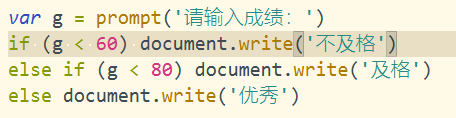 var g = prompt('请输入成绩：')
if (g < 60) document.write('不及格')
else if (g < 80) document.write('及格')
else document.write('优秀')